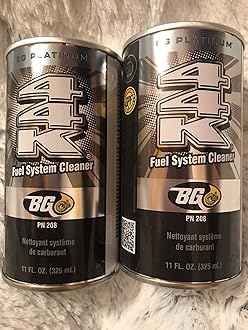 BG PLATINUM
44K®
Fuel System Cleaner
BG
PN 208
Nettoyant système
de carburant
11 FL. OZ. (325 mL)
BG PLATINUM
44K
Fuel System Cleaner
BG
PN 208
Nettoyant système
de carburant
11 FL. OZ. (325 mL)